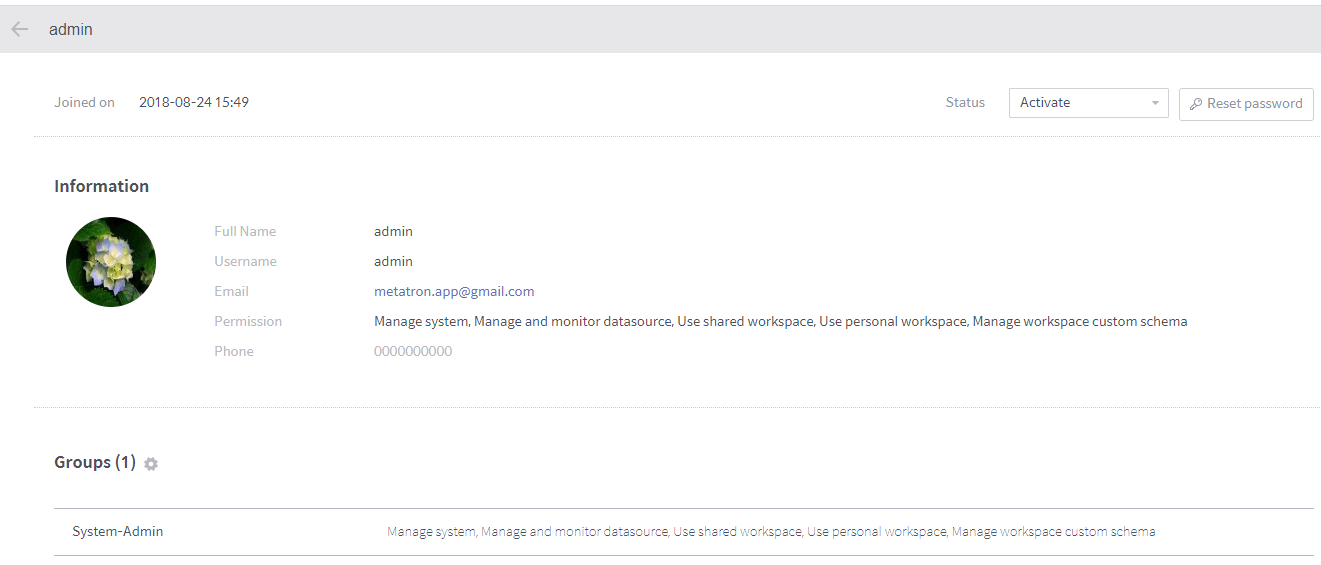 admin
Joined on 2018-08-24 15:49 Status Activate Reset password
Information
Full Name admin
Username admin
Email metatron.app@gmail.com
Permission Manage system, Manage and monitor datasource, Use shared workspace, Use personal workspace, Manage workspace custom schema
Phone 0000000000
Groups (1)
System-Admin Manage system, Manage and monitor datasource, Use shared workspace, Use personal workspace, Manage workspace custom schema